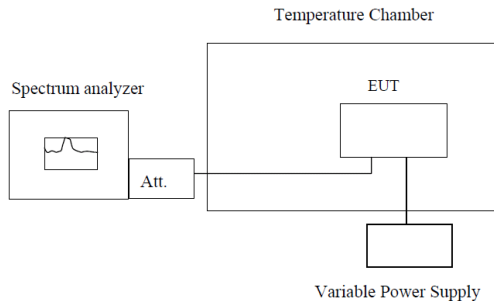 Temperature Chamber
Spectrum analyzer
EUT
Att.
Variable Power Supply